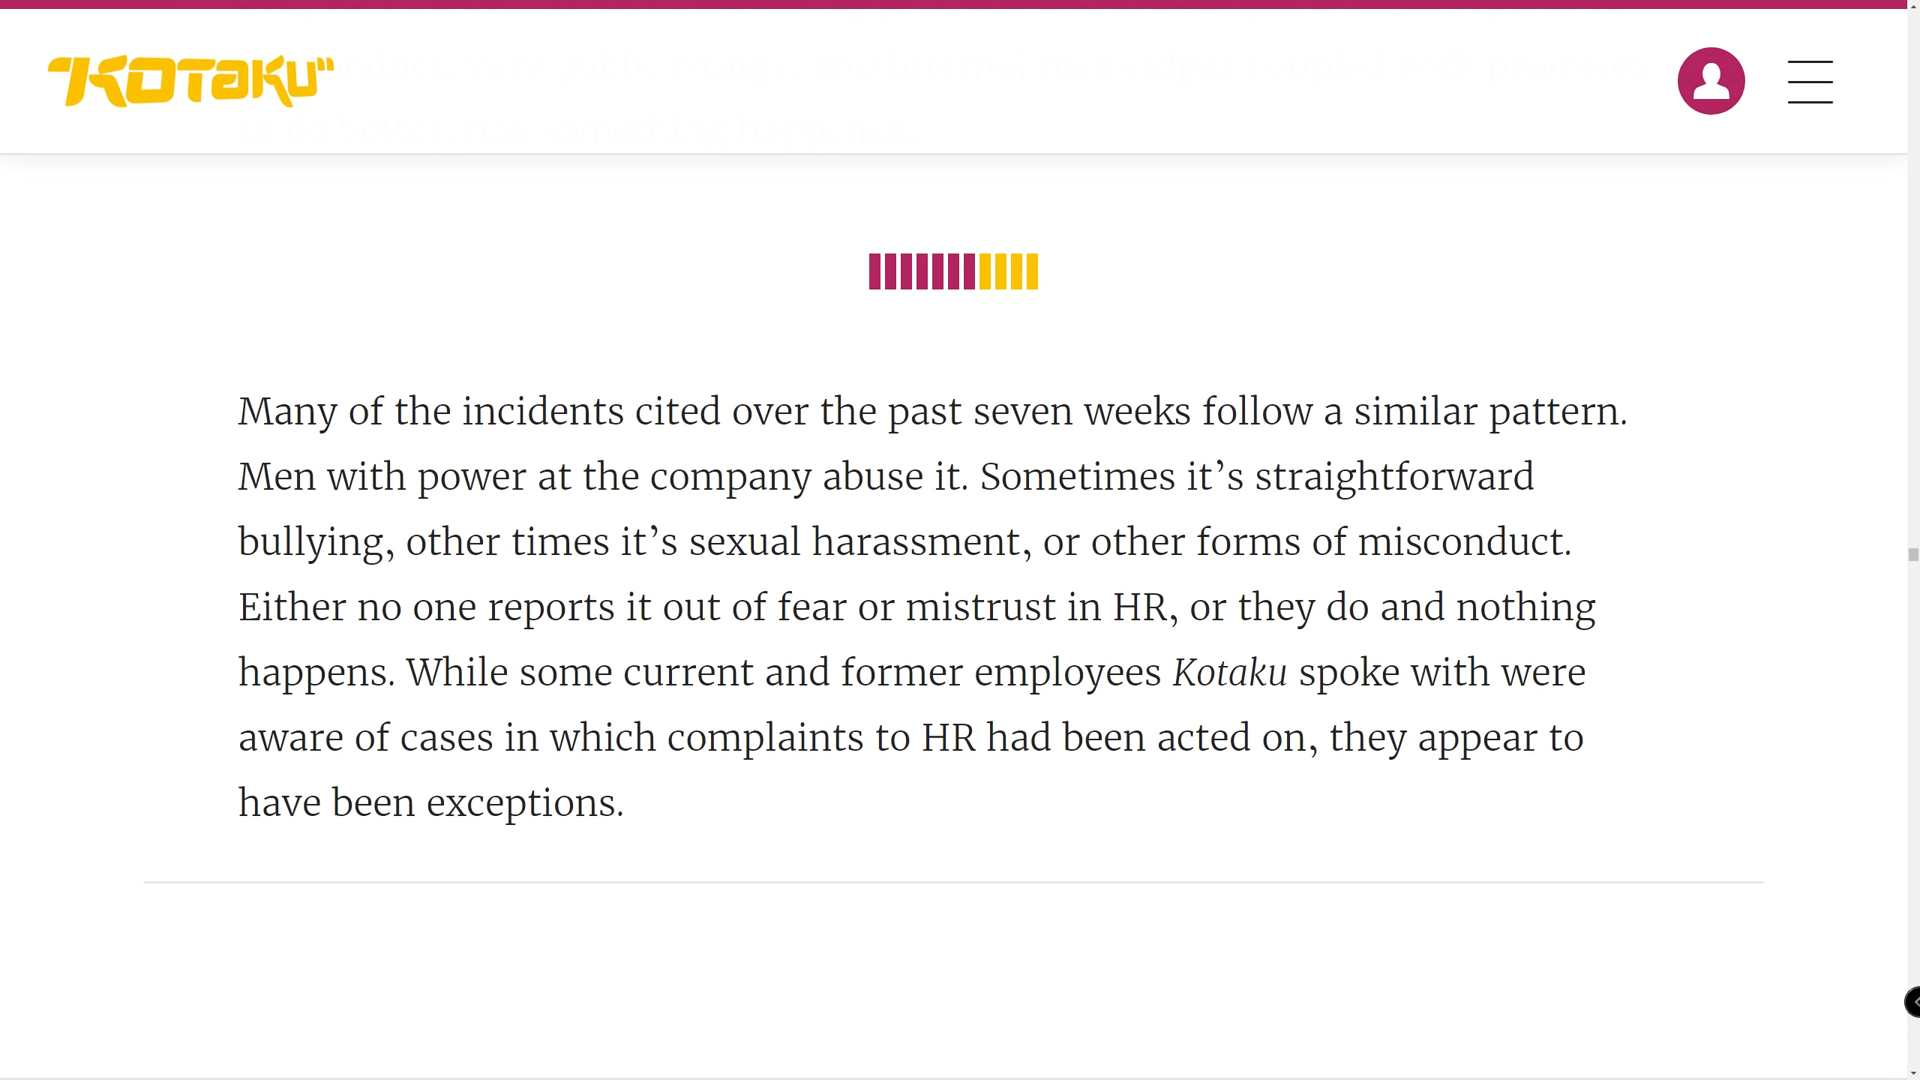 KOTAKU
Many of the incidents cited over the past seven weeks follow a similar pattern.
Men with power at the company abuse it. Sometimes it’s straightforward
bullying, other times it’s sexual harassment, or other forms of misconduct.
Either no one reports it out of fear or mistrust in HR, or they do and nothing
happens. While some current and former employees Kotaku spoke with were
aware of cases in which complaints to HR had been acted on, they appear to
have been exceptions.